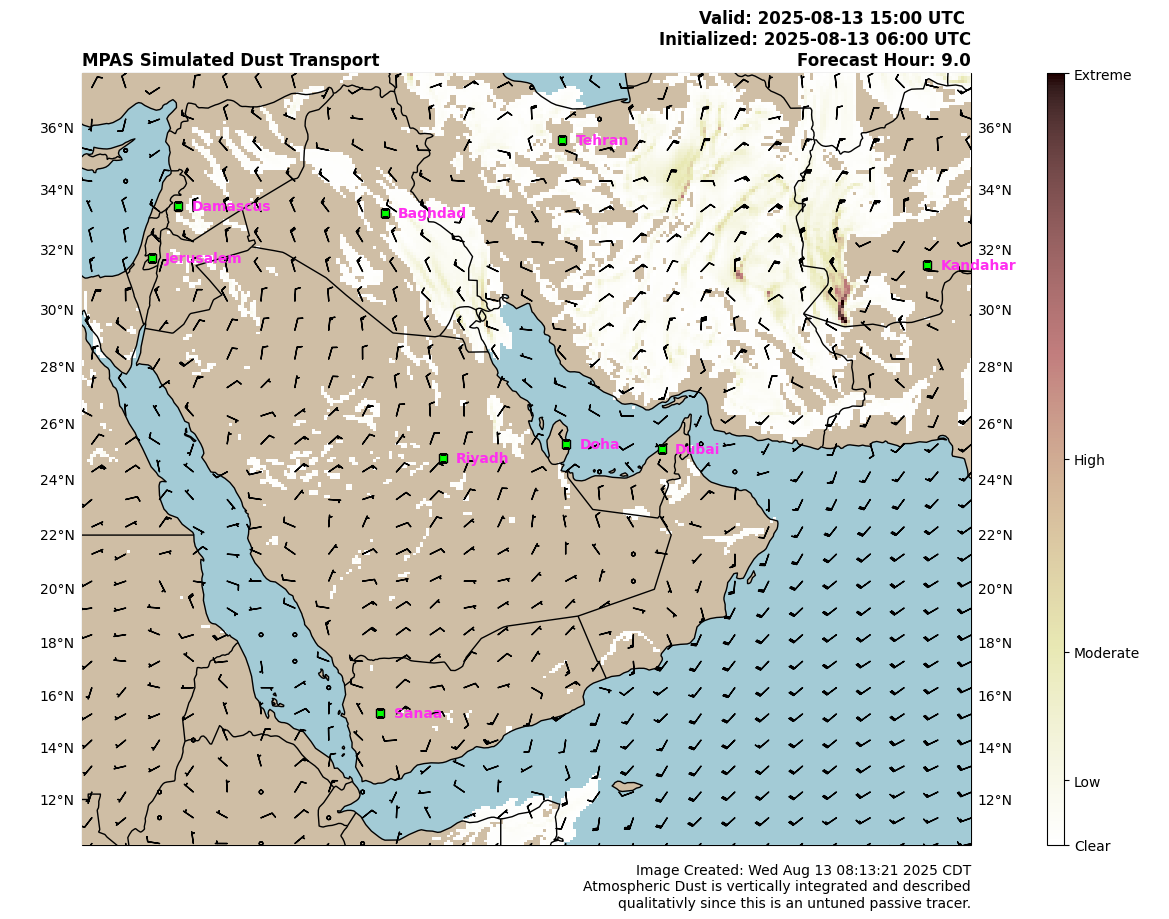 Valid: 2025-08-13 15:00 UTC
Initialized: 2025-08-13 06:00 UTC
MPAS Simulated Dust Transport
Forecast Hour: 9.0
Extreme
High
Moderate
Low
Clear
36°N
34°N
32°N
30°N
28°N
26°N
24°N
22°N
20°N
18°N
16°N
14°N
12°N
36°N
34°N
32°N
30°N
28°N
26°N
24°N
22°N
20°N
18°N
16°N
14°N
12°N
Tehran
Damascus
Baghdad
Jerusalem
Kandahar
Doha
Dubai
Riyadh
Sanaa
Image Created: Wed Aug 13 08:13:21 2025 CDT
Atmospheric Dust is vertically integrated and described
qualitativly since this is an untuned passive tracer.